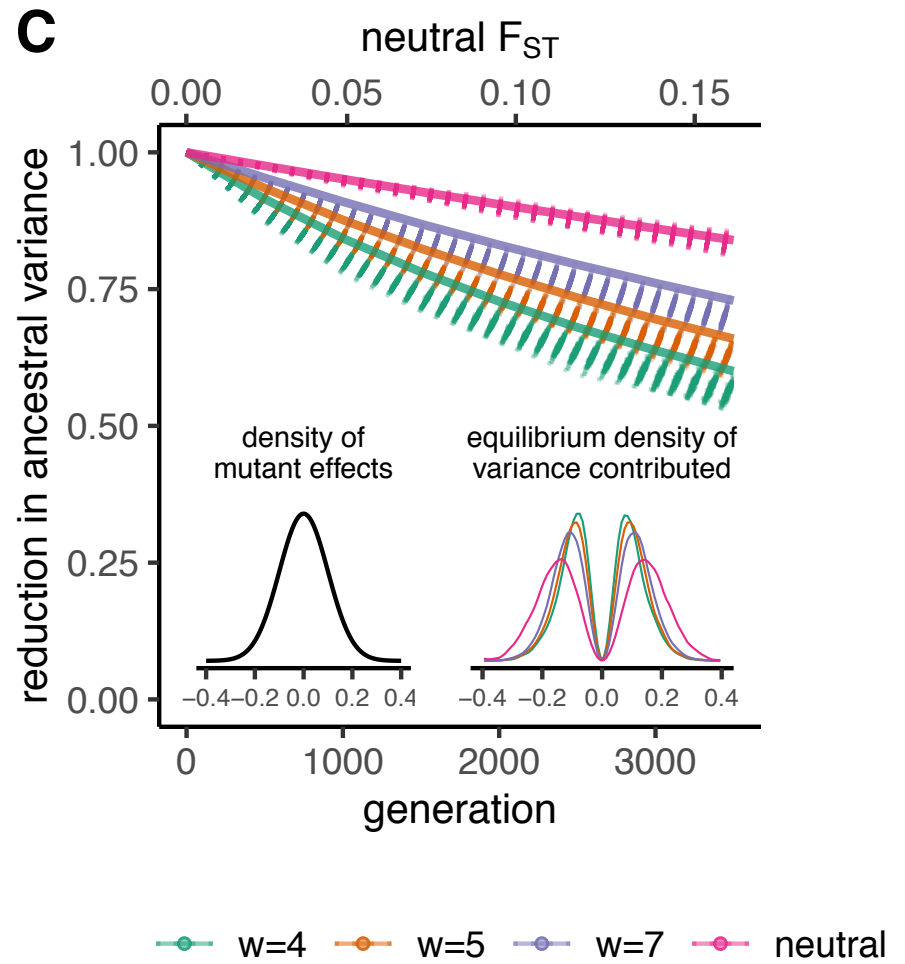 C
neutral F_ST
0.00 0.05 0.10 0.15
reduction in ancestral variance
1.00
0.75
0.50
0.25
0.00
density of
mutant effects
−0.4 −0.2 0.0 0.2 0.4
equilibrium density of
variance contributed
−0.4 −0.2 0.0 0.2 0.4
0 1000 2000 3000
generation
w=4 w=5 w=7 neutral